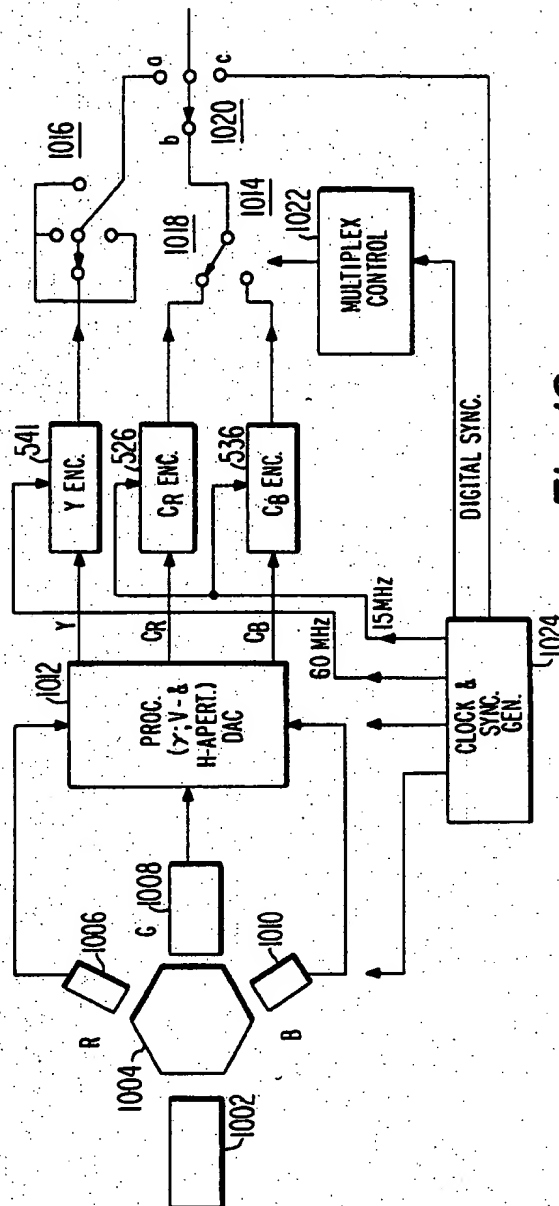 1002
1004
R
1006
G
1008
B
1010
1012
PROC.
(γ; V- &
H-APERT.)
DAC
Y
CR
CB
60 MHz
15MHz
541
Y ENC.
526
CR ENC.
536
CB ENC.
1016
1018
1014
a
b
c
1020
1022
MULTIPLEX
CONTROL
DIGITAL SYNC.
CLOCK &
SYNC.
GEN.
1024